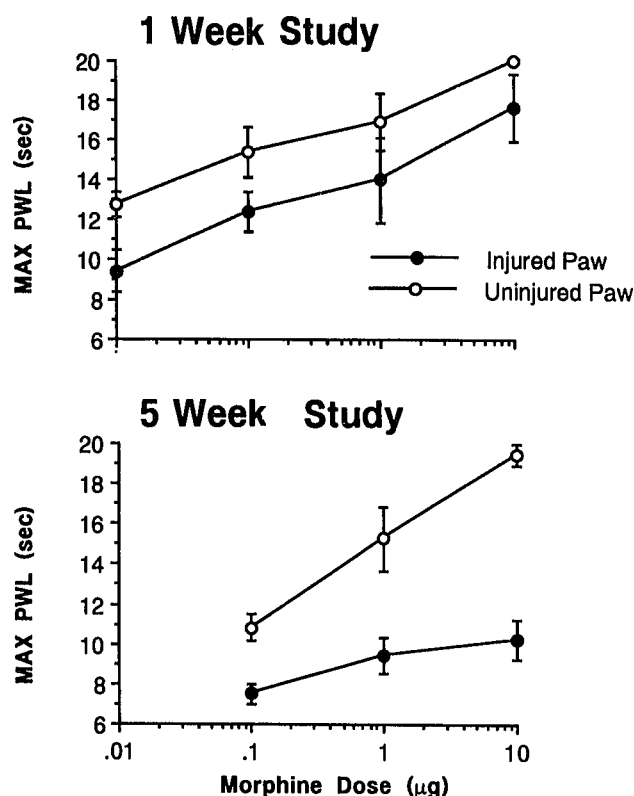 1 Week Study
20
18
16
14
12
10
8
6
MAX PWL (sec)
Injured Paw
Uninjured Paw
5 Week Study
20
18
16
14
12
10
8
6
MAX PWL (sec)
.01 .1 1 10
Morphine Dose (μg)